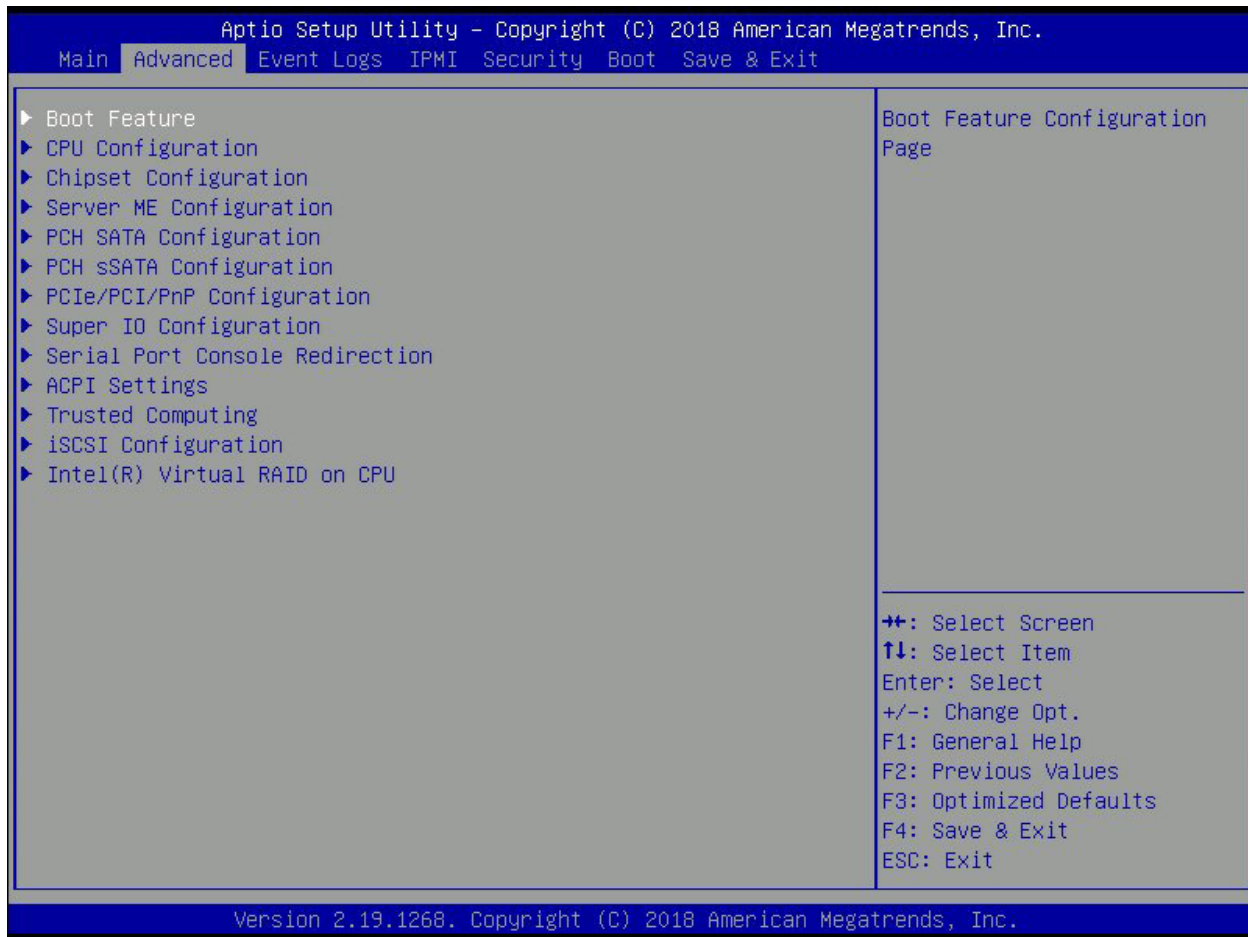 Aptio Setup Utility – Copyright (C) 2018 American Megatrends, Inc.
Main Advanced Event Logs IPMI Security Boot Save & Exit
Boot Feature
CPU Configuration
Chipset Configuration
Server ME Configuration
PCH SATA Configuration
PCH sSATA Configuration
PCIe/PCI/PnP Configuration
Super IO Configuration
Serial Port Console Redirection
ACPI Settings
Trusted Computing
iSCSI Configuration
Intel(R) Virtual RAID on CPU
Boot Feature Configuration
Page
→←: Select Screen
↑↓: Select Item
Enter: Select
+/-: Change Opt.
F1: General Help
F2: Previous Values
F3: Optimized Defaults
F4: Save & Exit
ESC: Exit
Version 2.19.1268. Copyright (C) 2018 American Megatrends, Inc.